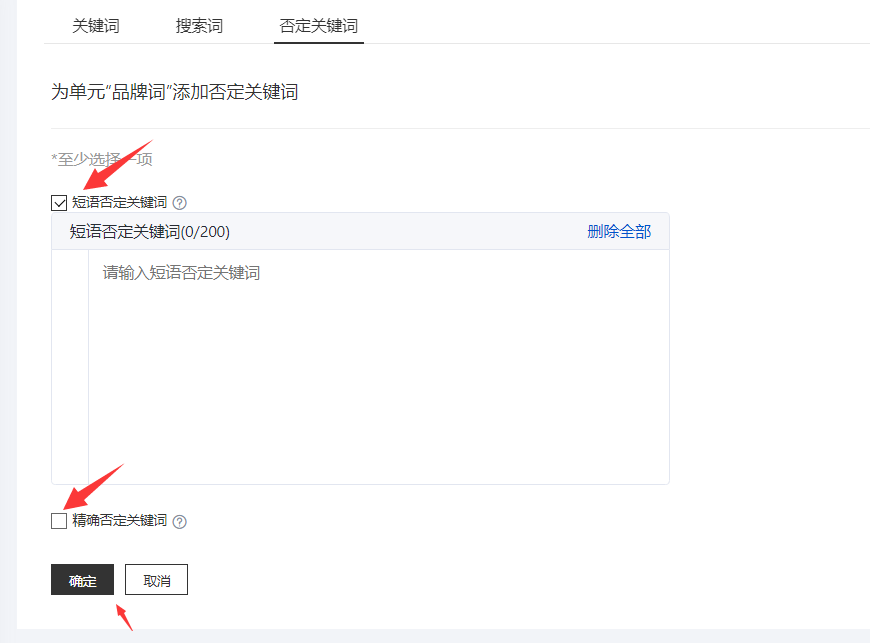 关键词 搜索词 否定关键词
为单元“品牌词”添加否定关键词
*至少选择一项
短语否定关键词
短语否定关键词(0/200) 删除全部
请输入短语否定关键词
精确否定关键词
确定 取消